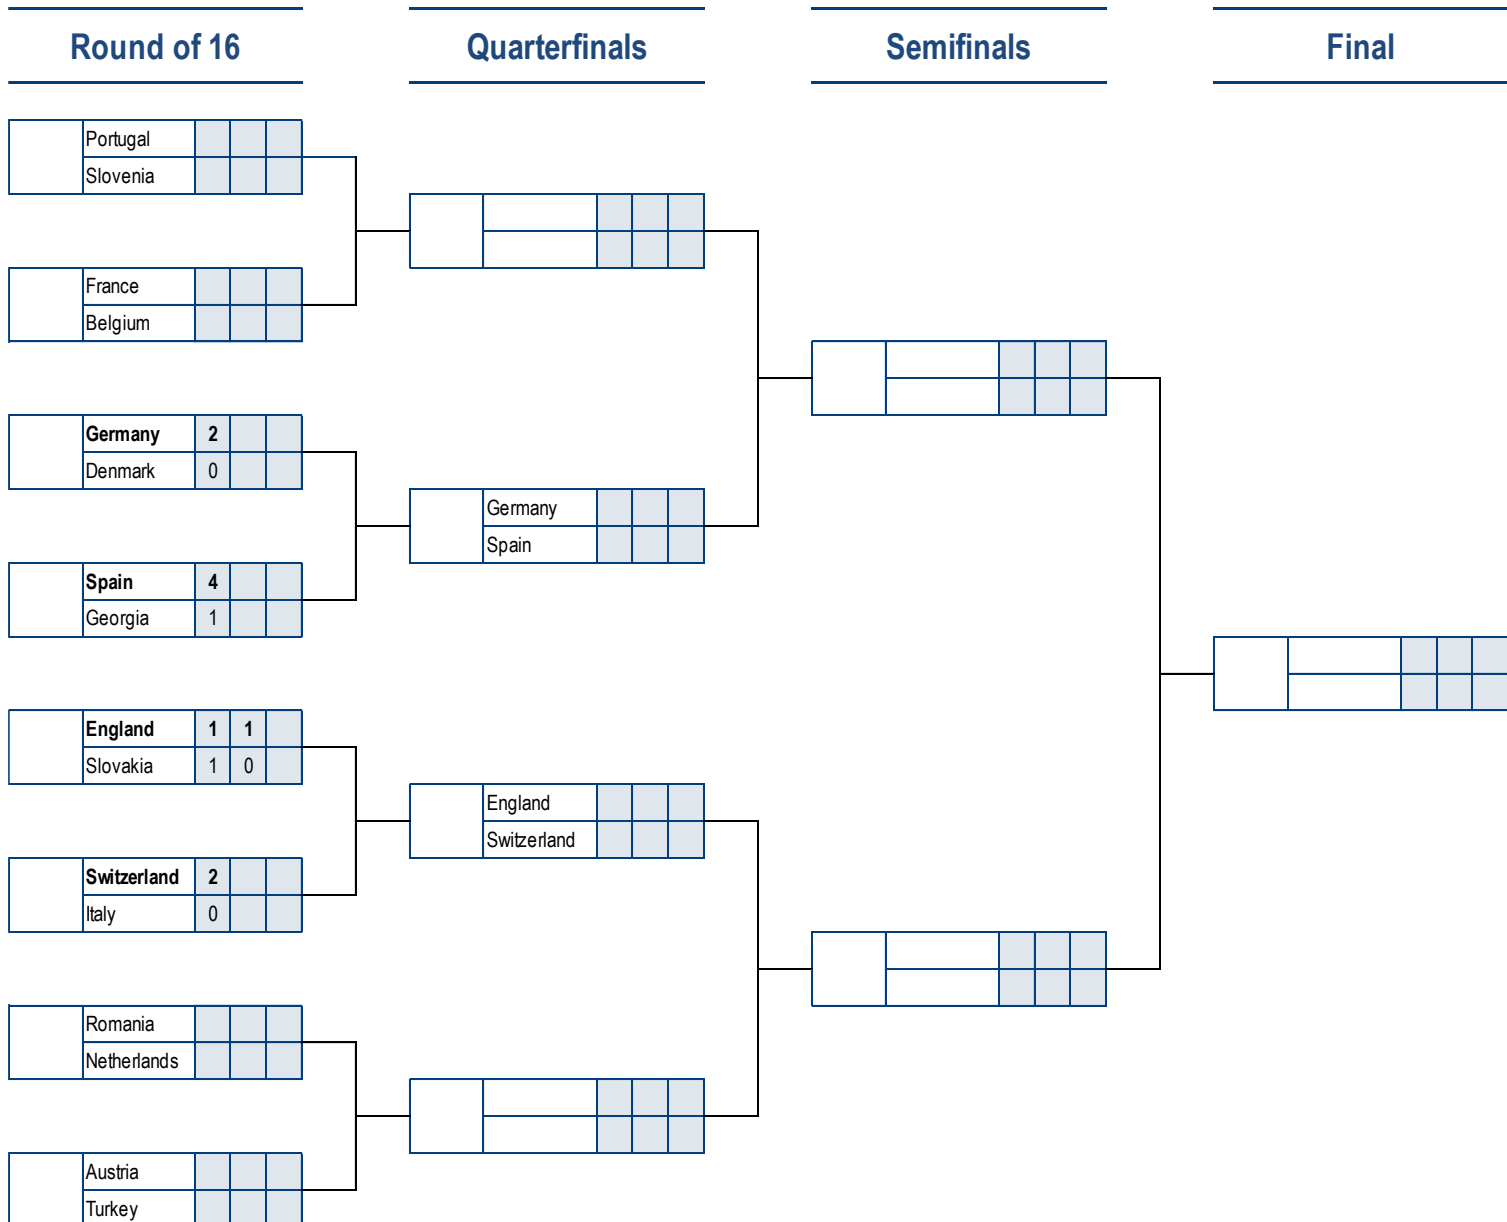 Round of 16
Quarterfinals
Semifinals
Final
Portugal
Slovenia
France
Belgium
Germany 2
Denmark 0
Germany
Spain
Spain 4
Georgia 1
England 1 1
Slovakia 1 0
England
Switzerland
Switzerland 2
Italy 0
Romania
Netherlands
Austria
Turkey